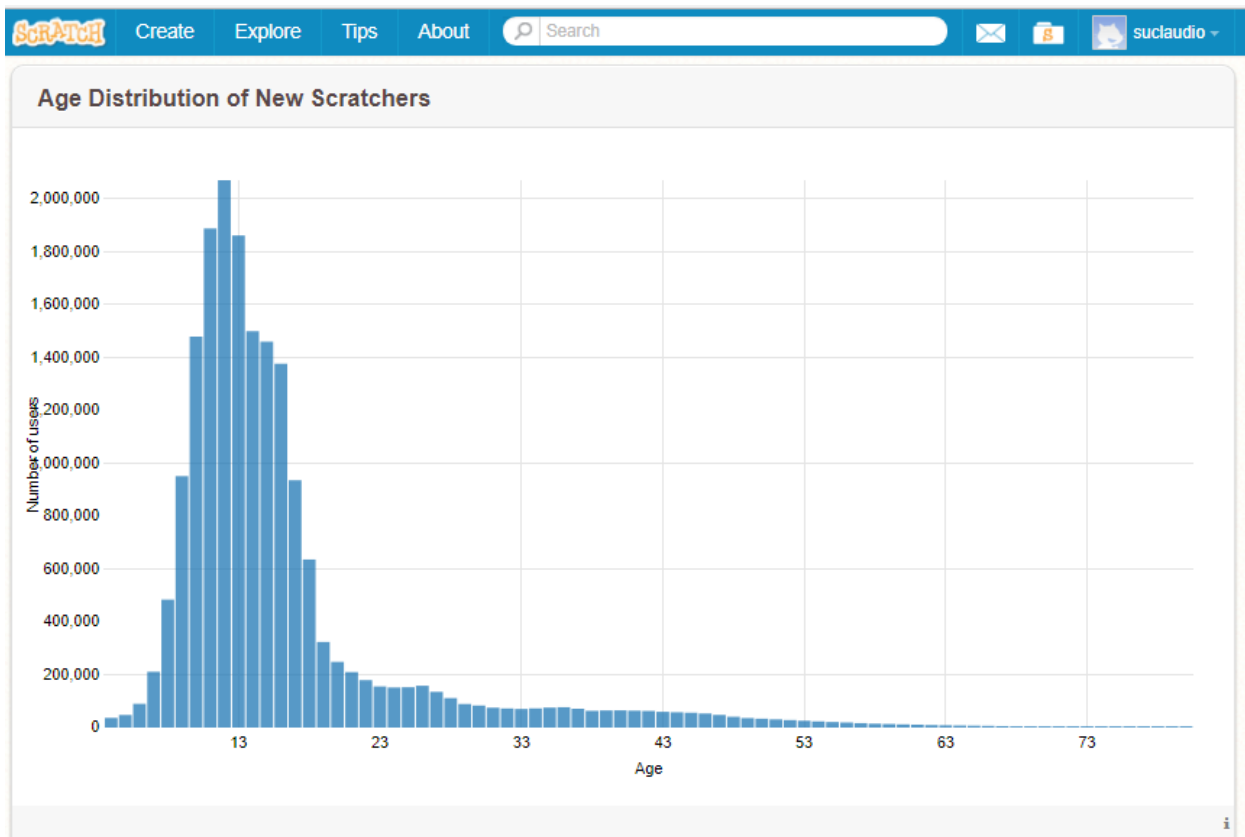 SCRATCH Create Explore Tips About Search S suclaudio
Age Distribution of New Scratchers
2,000,000
1,800,000
1,600,000
1,400,000
,200,000
,000,000
800,000
600,000
400,000
200,000
0
Number of users
13 23 33 43 53 63 73
Age
i